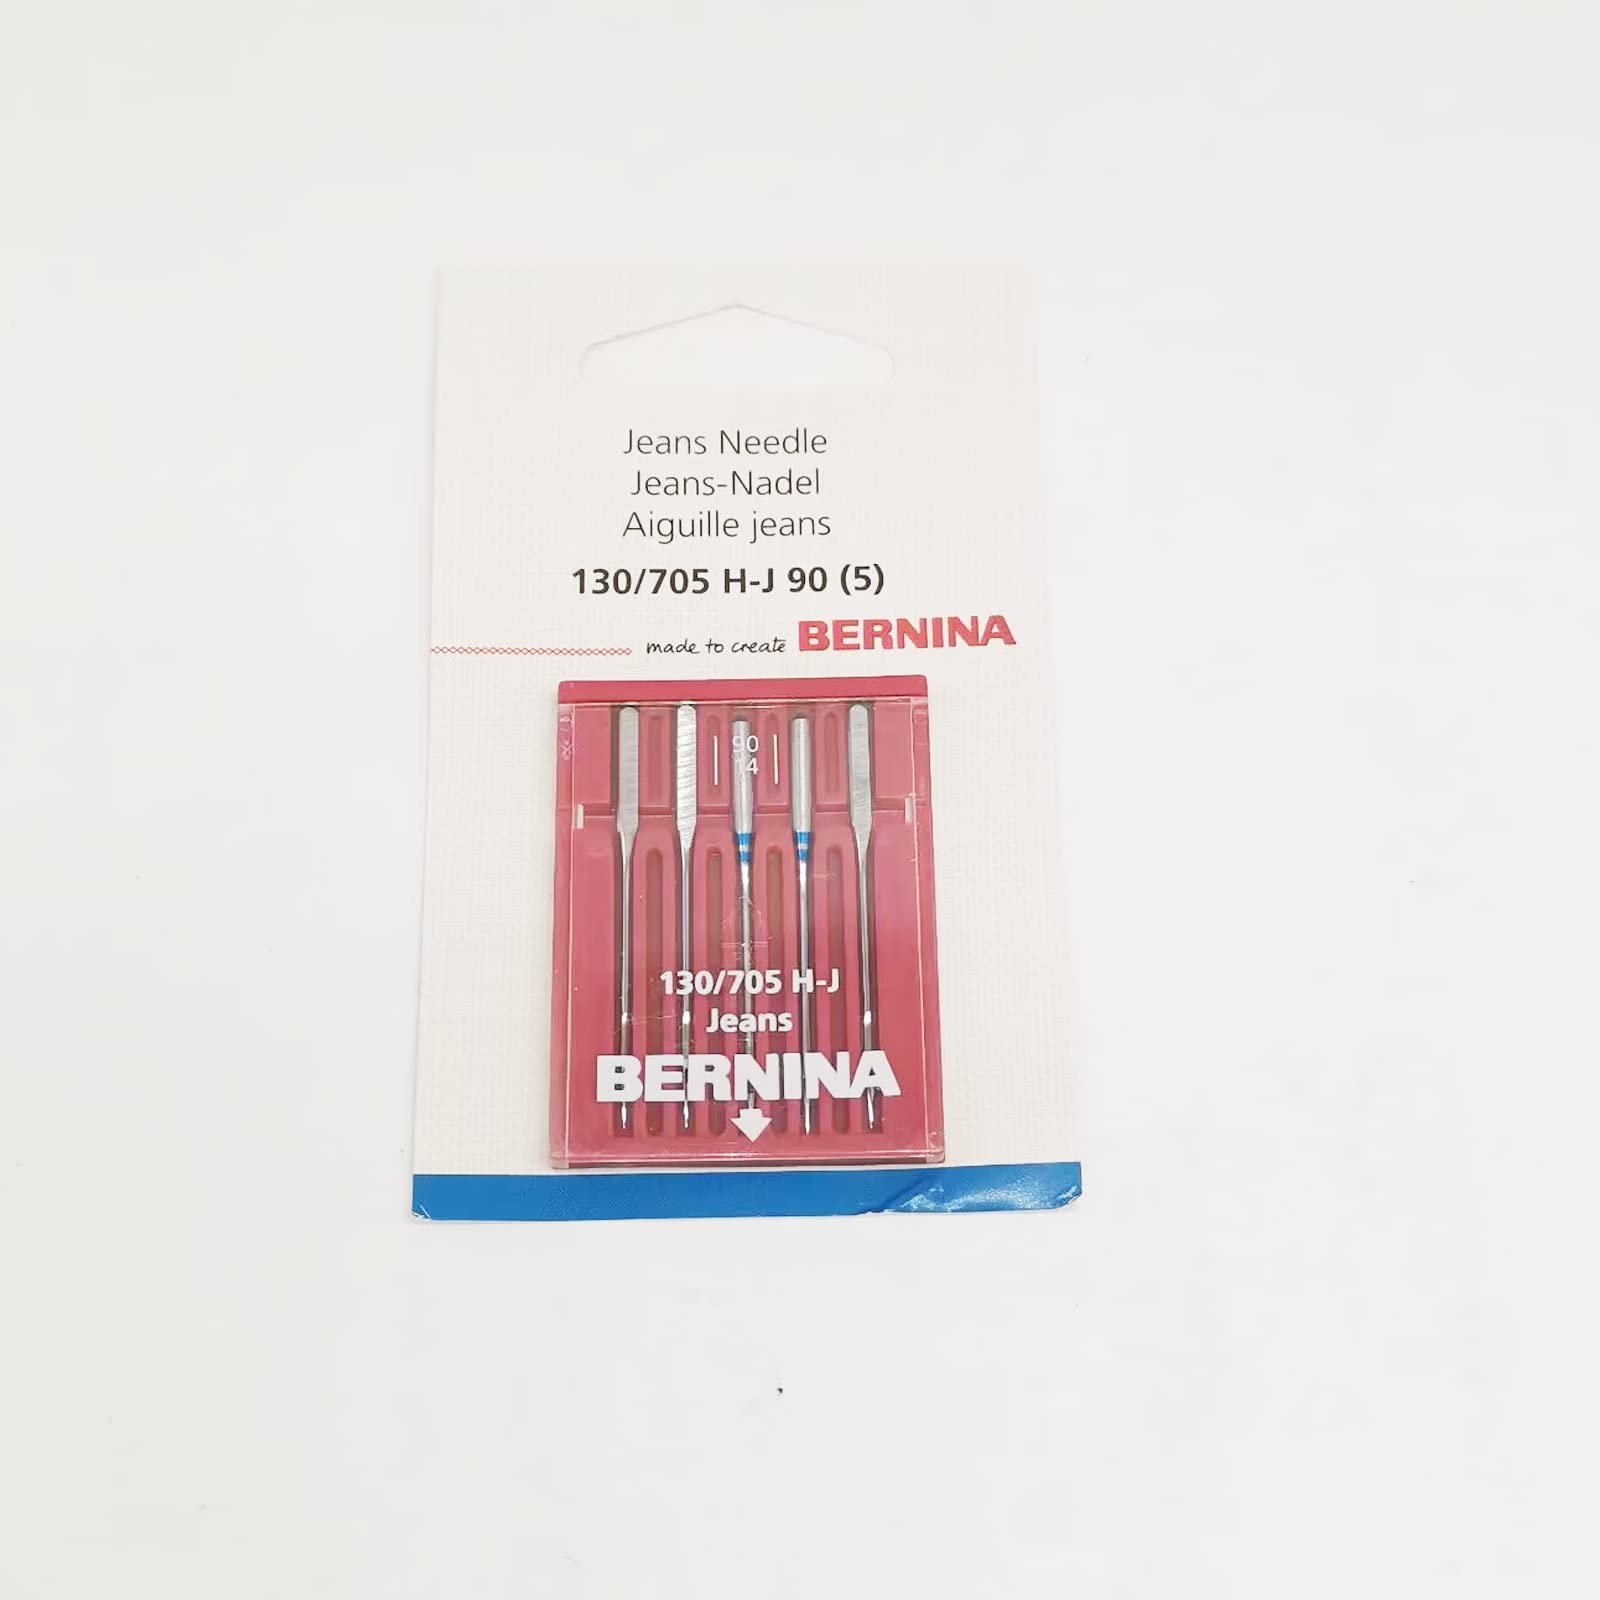 Jeans Needle
Jeans-Nadel
Aiguille jeans
130/705 H-J 90 (5)
made to create BERNINA
90
14
130/705 H-J
Jeans
BERNINA